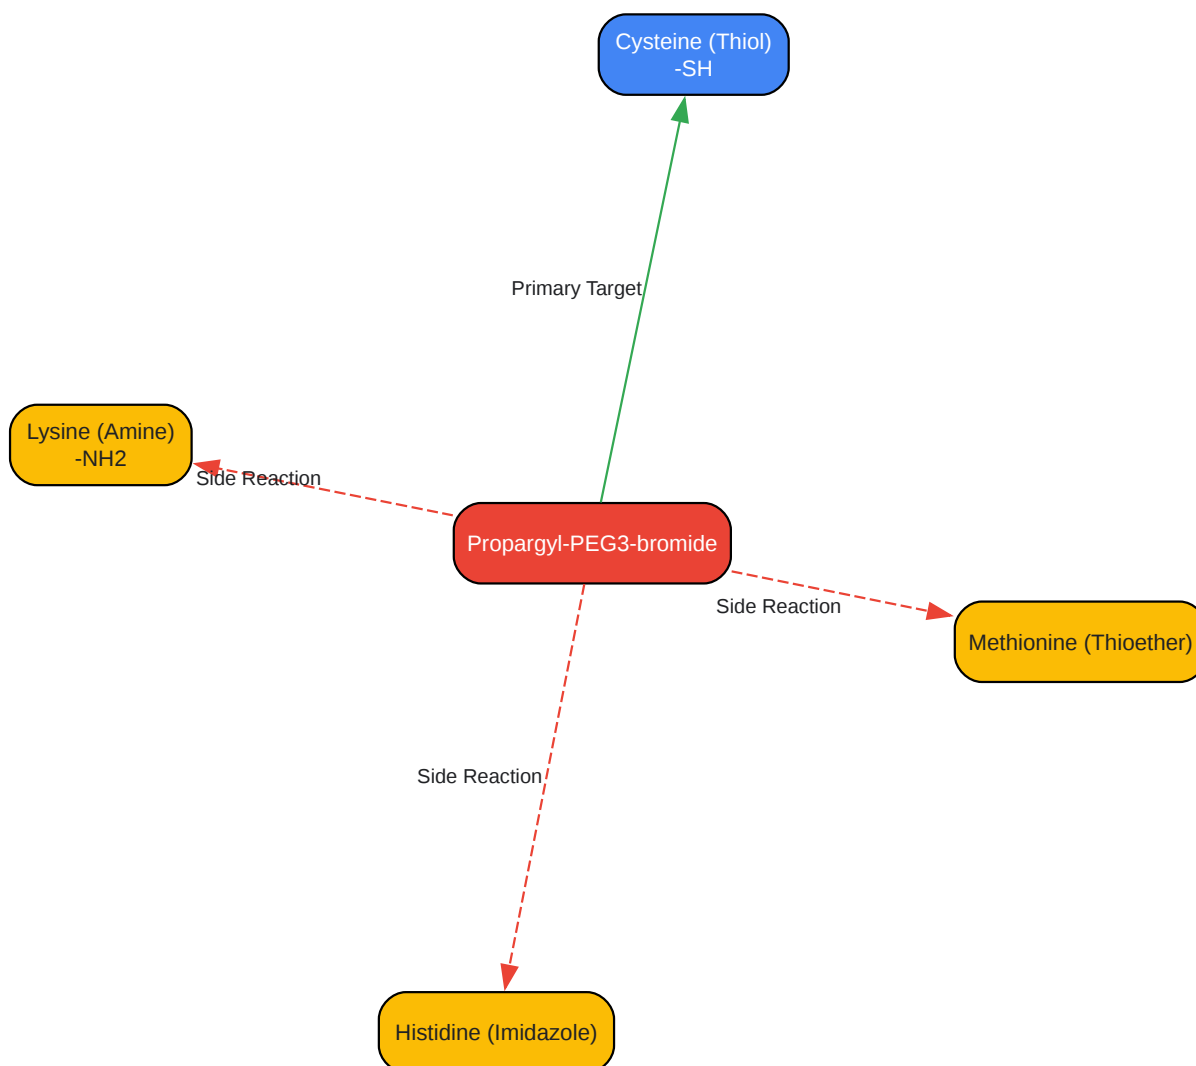 Cysteine (Thiol)
-SH
Primary Target
Lysine (Amine)
-NH2
Side Reaction
Propargyl-PEG3-bromide
Side Reaction
Methionine (Thioether)
Side Reaction
Histidine (Imidazole)